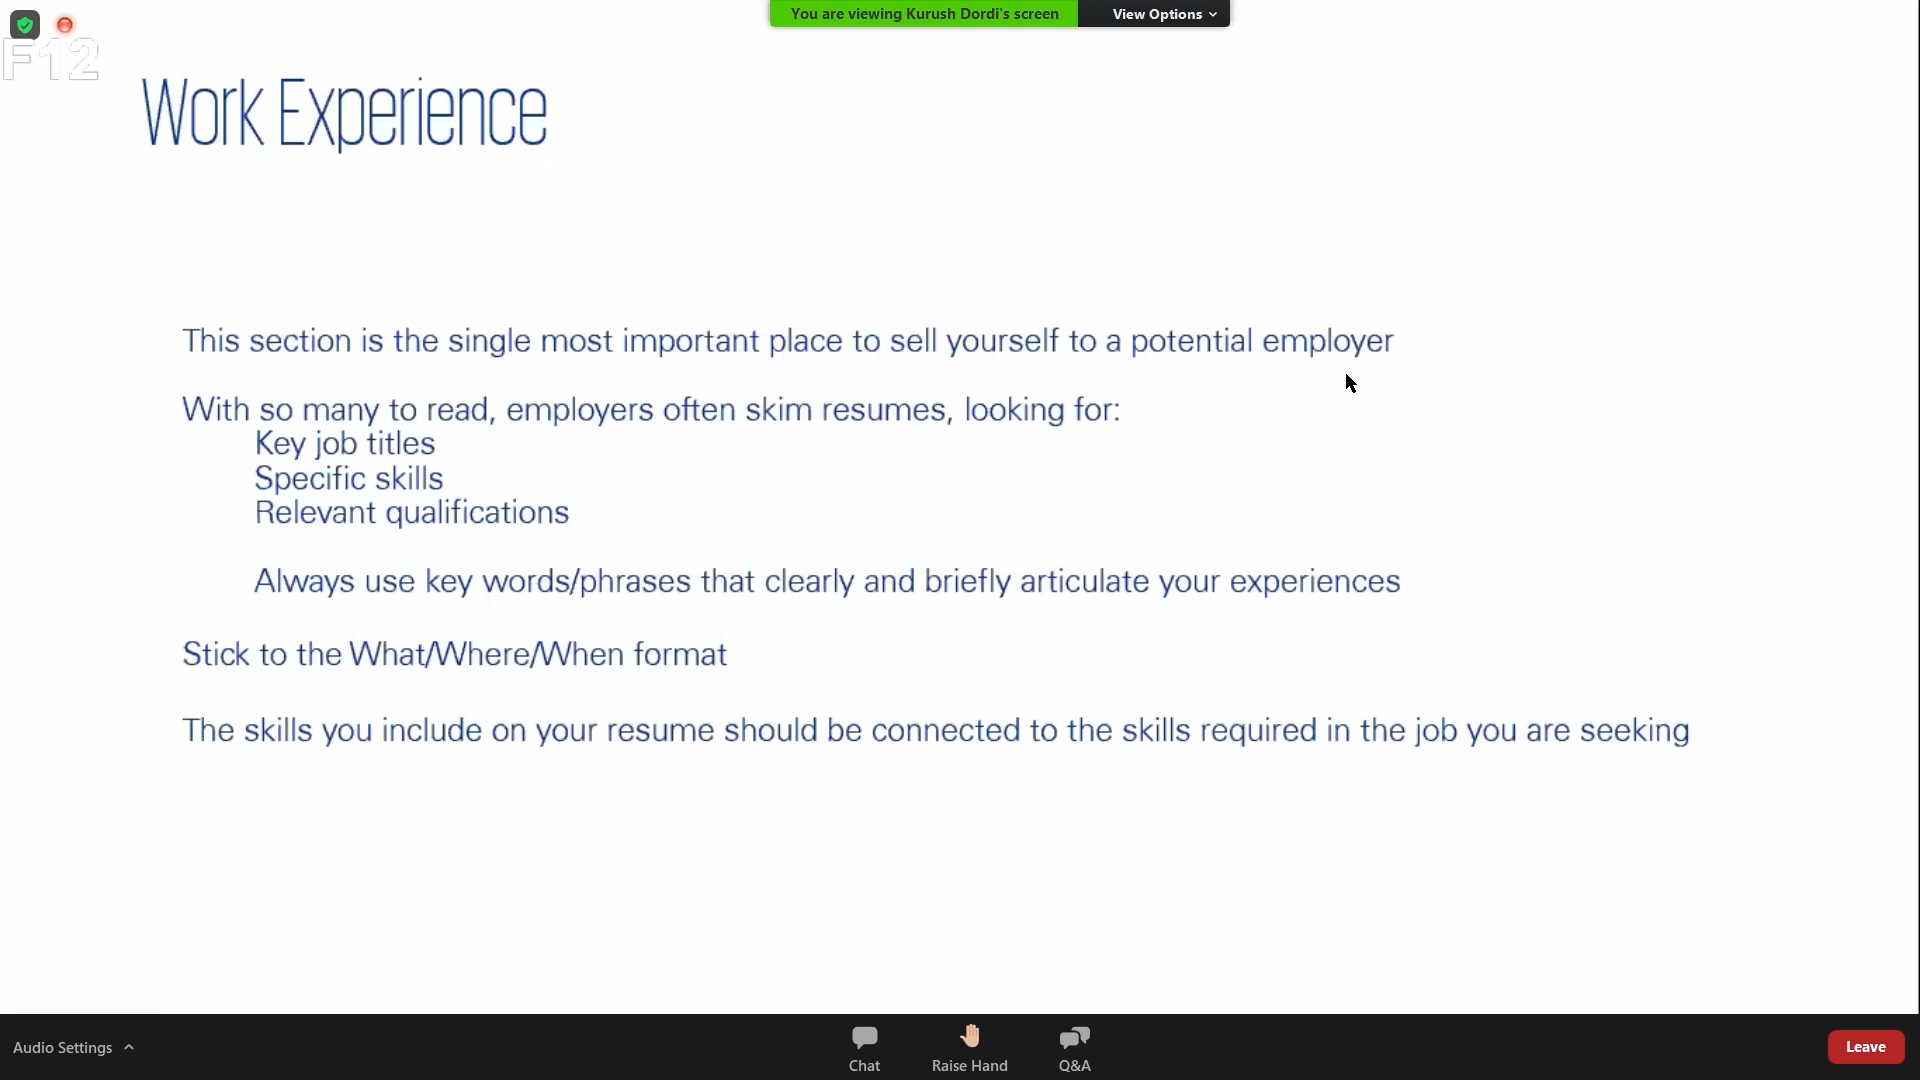 You are viewing Kurush Dordi's screen
View Options
F12
Work Experience
This section is the single most important place to sell yourself to a potential employer
With so many to read, employers often skim resumes, looking for:
Key job titles
Specific skills
Relevant qualifications
Always use key words/phrases that clearly and briefly articulate your experiences
Stick to the What/Where/When format
The skills you include on your resume should be connected to the skills required in the job you are seeking
Audio Settings
Chat
Raise Hand
Q&A
Leave